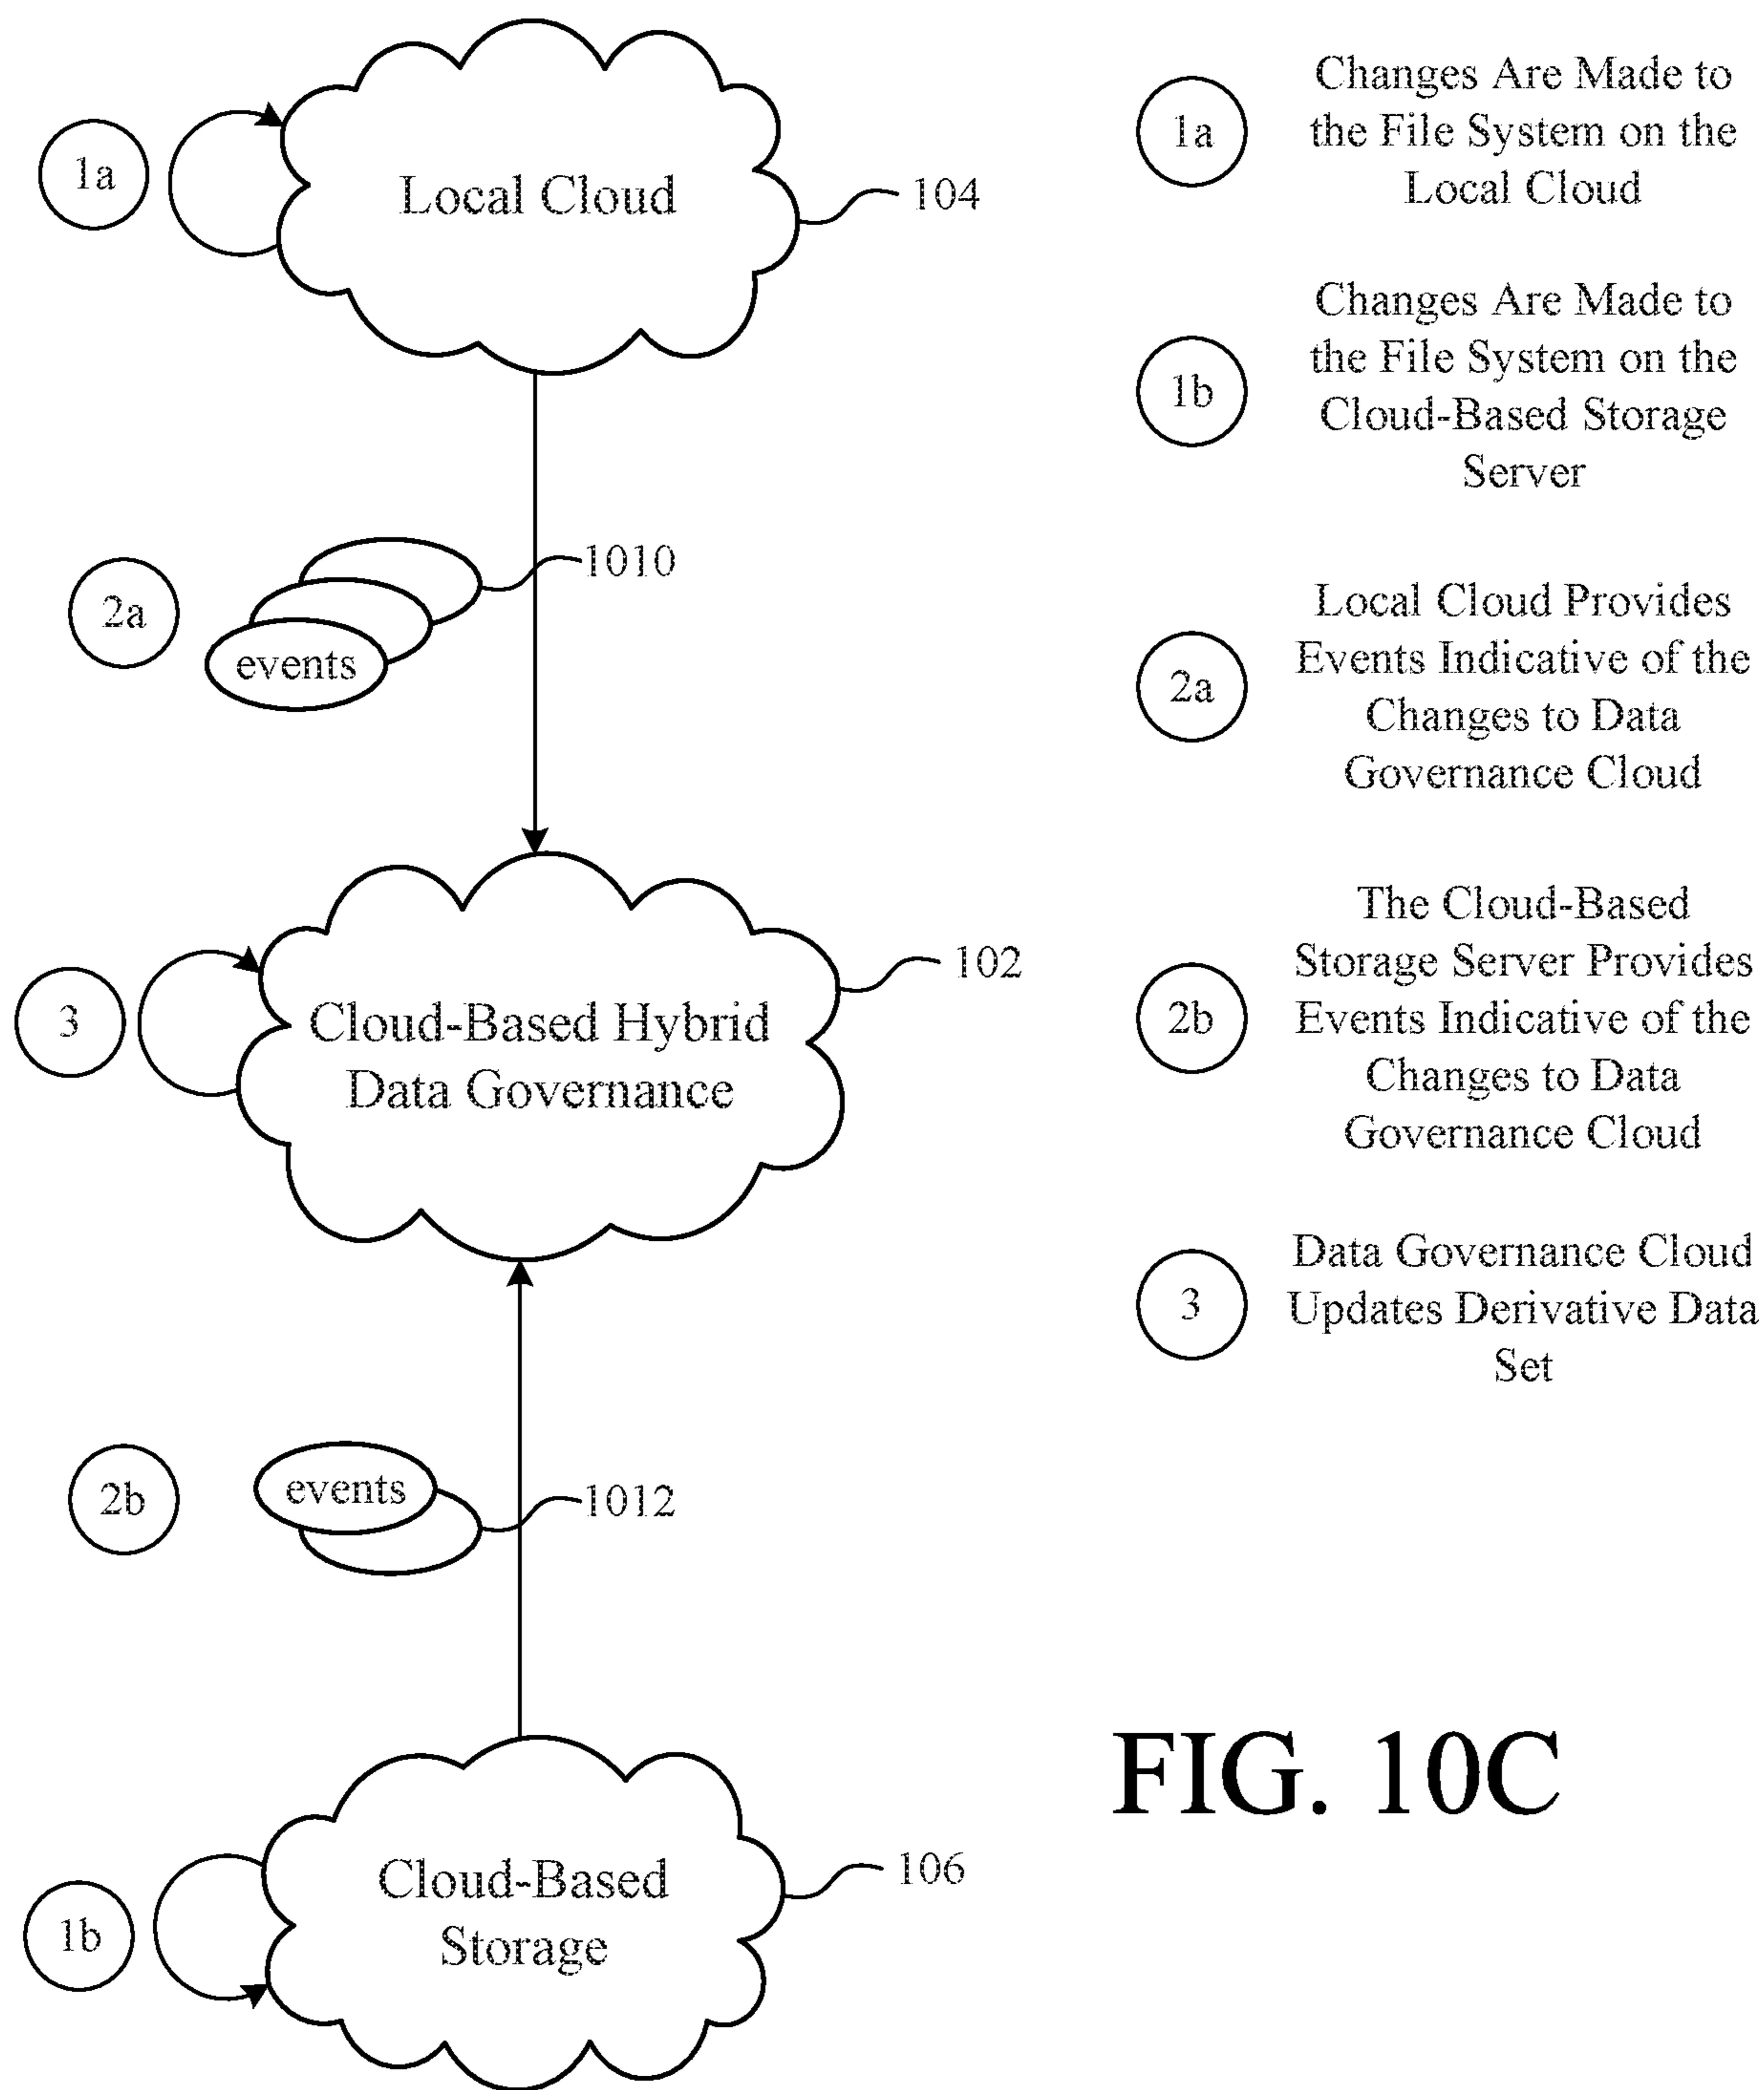 1a
Local Cloud
104
2a
events
1010
3
Cloud-Based Hybrid
Data Governance
102
2b
events
1012
1b
Cloud-Based
Storage
106
1a
Changes Are Made to
the File System on the
Local Cloud
1b
Changes Are Made to
the File System on the
Cloud-Based Storage
Server
2a
Local Cloud Provides
Events Indicative of the
Changes to Data
Governance Cloud
2b
The Cloud-Based
Storage Server Provides
Events Indicative of the
Changes to Data
Governance Cloud
3
Data Governance Cloud
Updates Derivative Data
Set
FIG. 10C